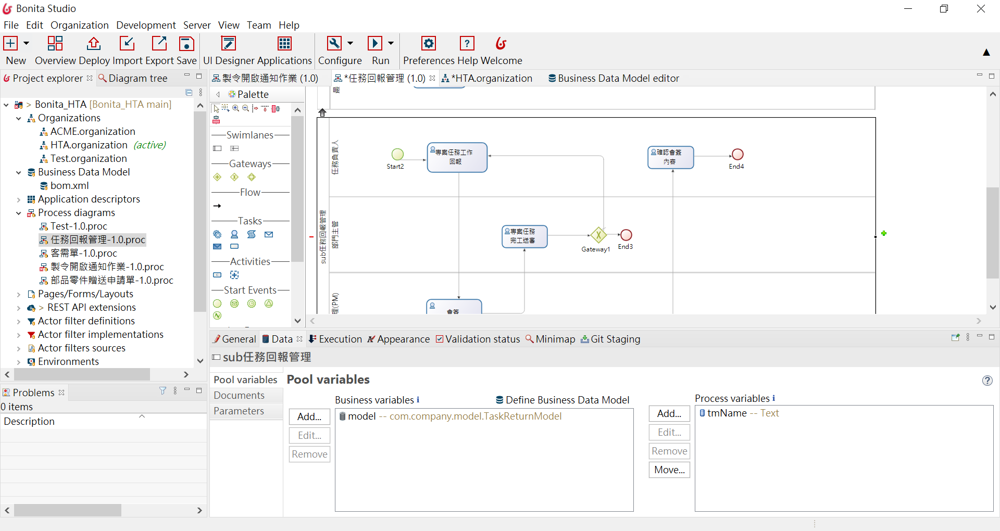 Bonita Studio
File Edit Organization Development Server View Team Help
New Overview Deploy Import Export Save UI Designer Applications Configure Run Preferences Help Welcome
Project explorer
Diagram tree
Bonita_HTA [Bonita_HTA main]
Organizations
ACME.organization
HTA.organization (active)
Test.organization
Business Data Model
bom.xml
Application descriptors
Process diagrams
Test-1.0.proc
任務回報管理-1.0.proc
客需單-1.0.proc
製令開啟通知作業-1.0.proc
部品零件贈送申請單-1.0.proc
Pages/Forms/Layouts
> REST API extensions
Actor filter definitions
Actor filter implementations
Actor filters sources
Environments
Problems
0 items
Description
製令開啟通知作業 (1.0)
*任務回報管理 (1.0)
*HTA.organization
Business Data Model editor
Palette
Swimlanes
Gateways
Flow
Tasks
Activities
Start Events
sub任務回報管理
任務負責人
Start2
專案任務工作
回報
確認會簽
內容
End4
部門主管
專案任務
完工送審
Gateway1
End3
理(PM)
會簽
General
Data
Execution
Appearance
Validation status
Minimap
Git Staging
sub任務回報管理
Pool variables
Documents
Parameters
Pool variables
Business variables
Define Business Data Model
Add...
Edit...
Remove
model -- com.company.model.TaskReturnModel
Process variables
Add...
Edit...
Remove
Move...
tmName -- Text